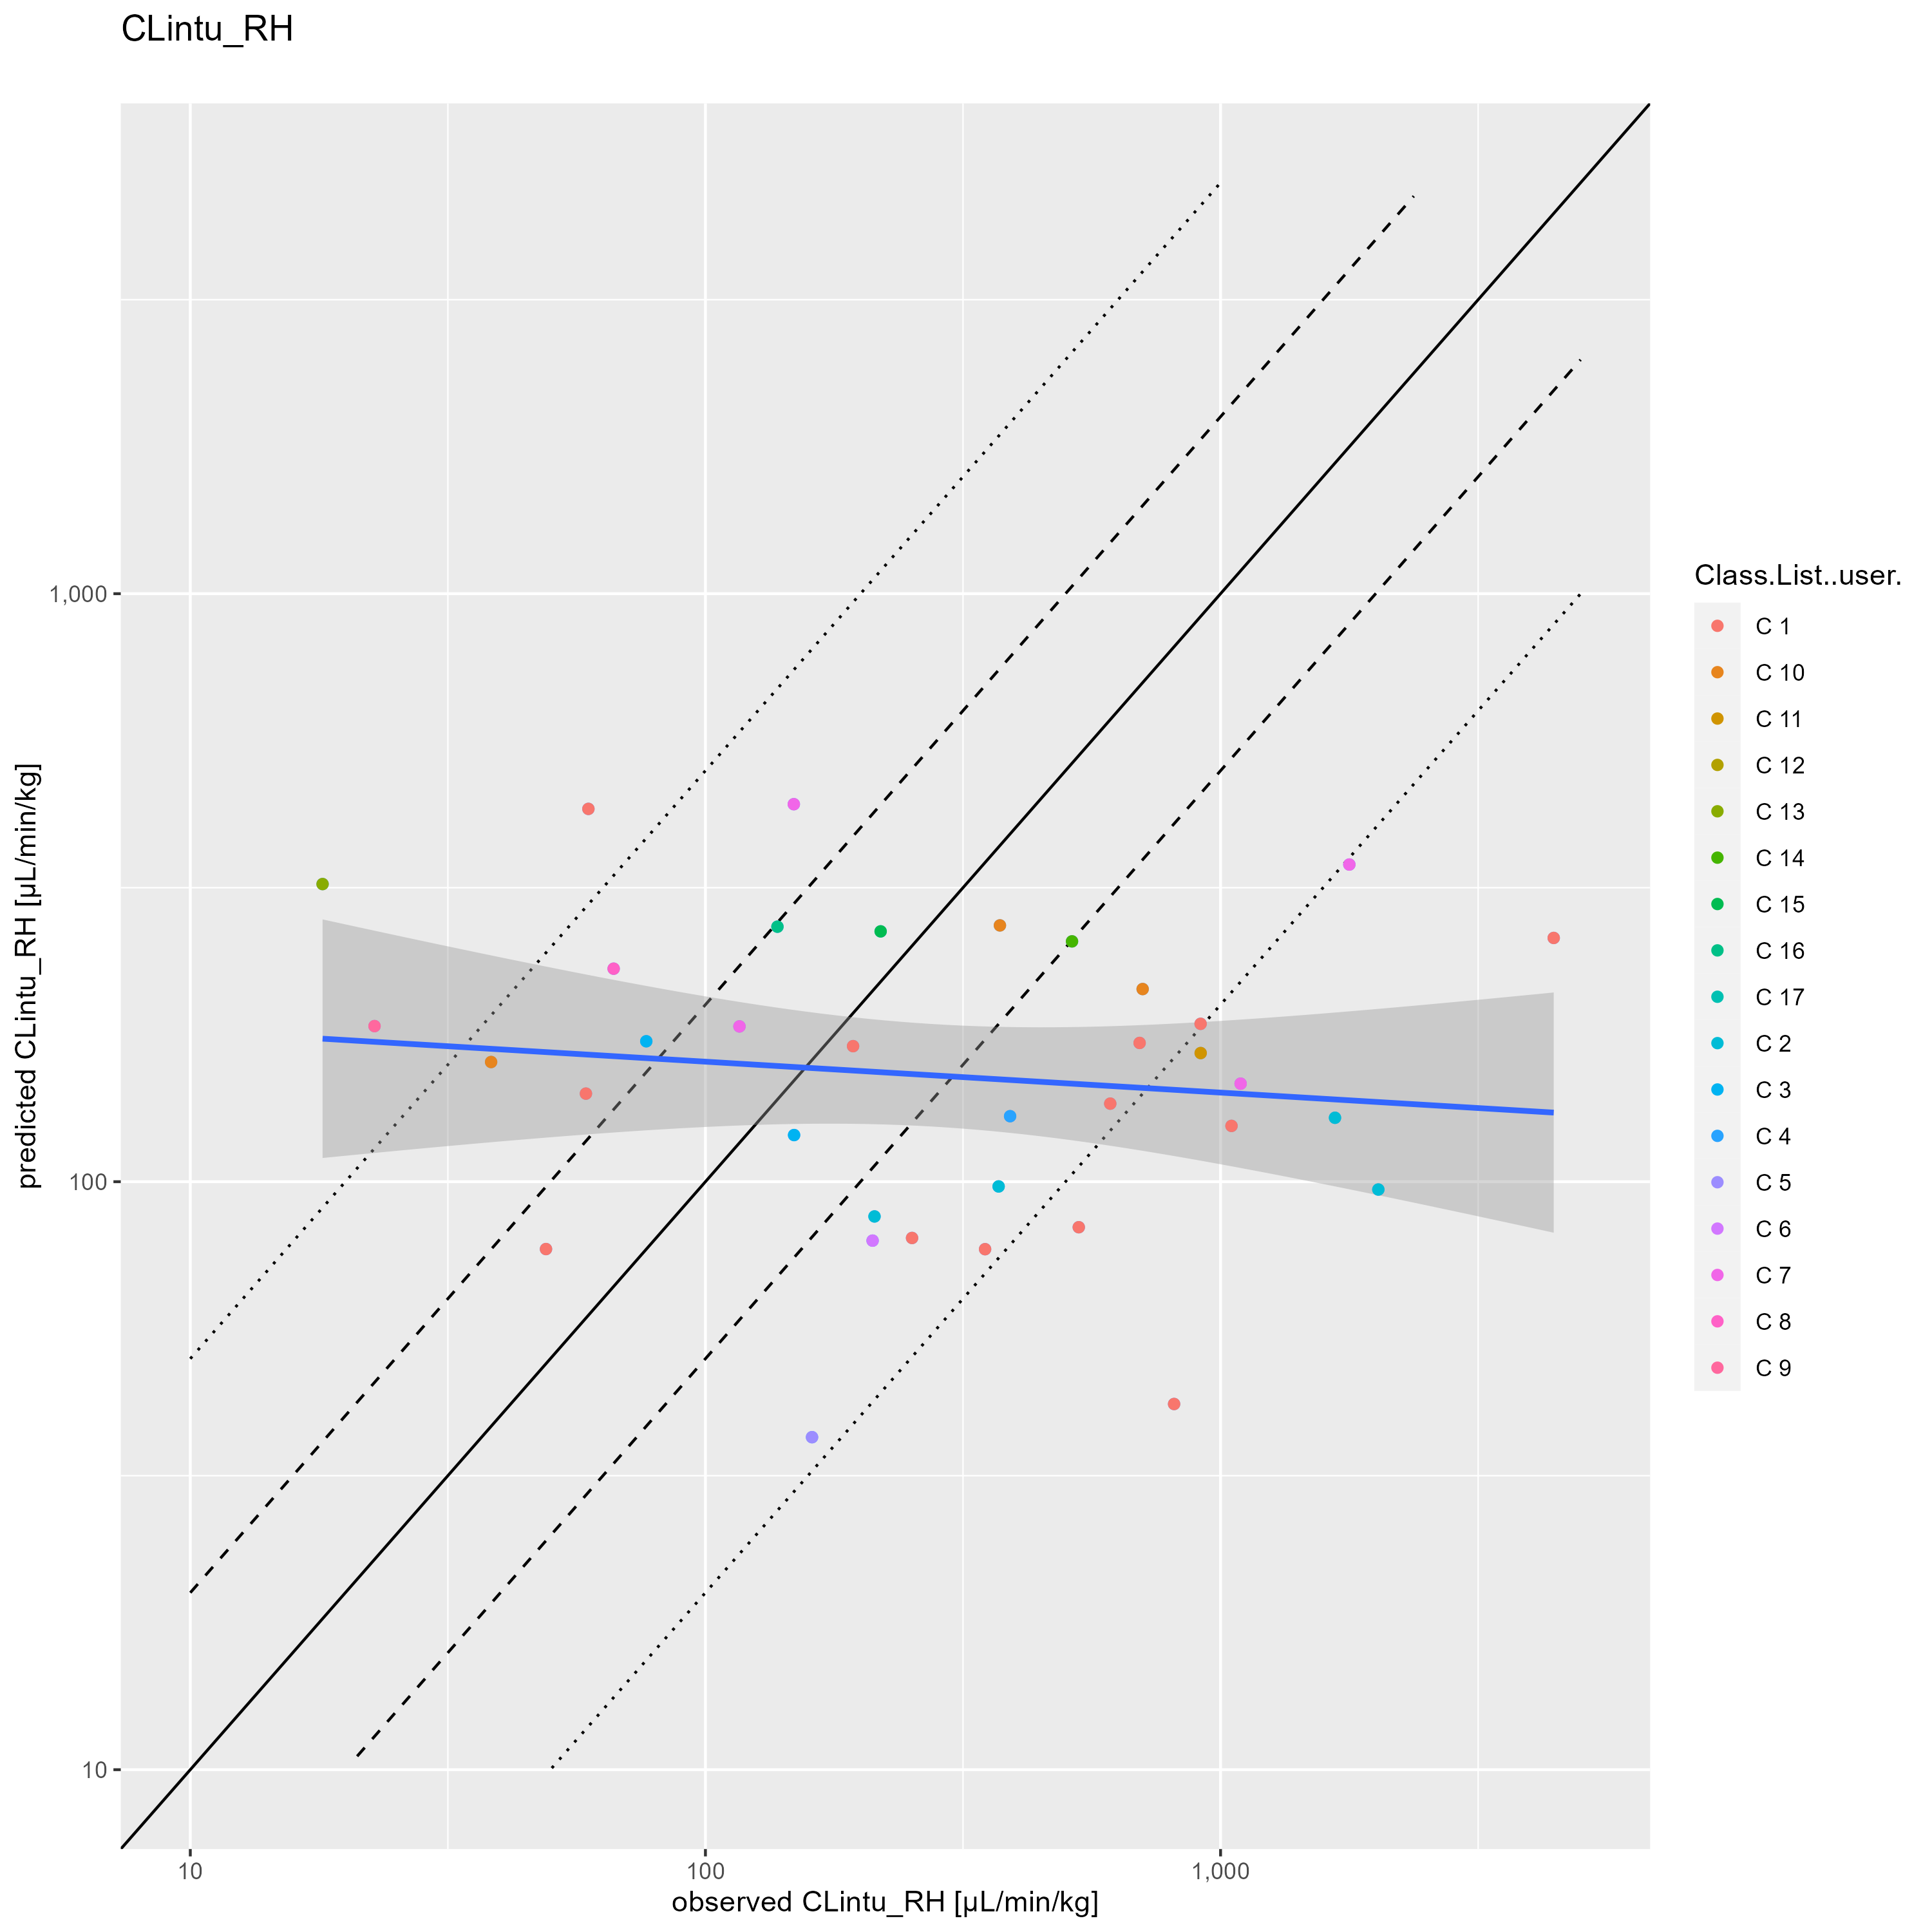 CLintu_RH
predicted CLintu_RH [µL/min/kg]
1,000
100
10
10
100
1,000
observed CLintu_RH [µL/min/kg]
Class.List..user.
C 1
C 10
C 11
C 12
C 13
C 14
C 15
C 16
C 17
C 2
C 3
C 4
C 5
C 6
C 7
C 8
C 9